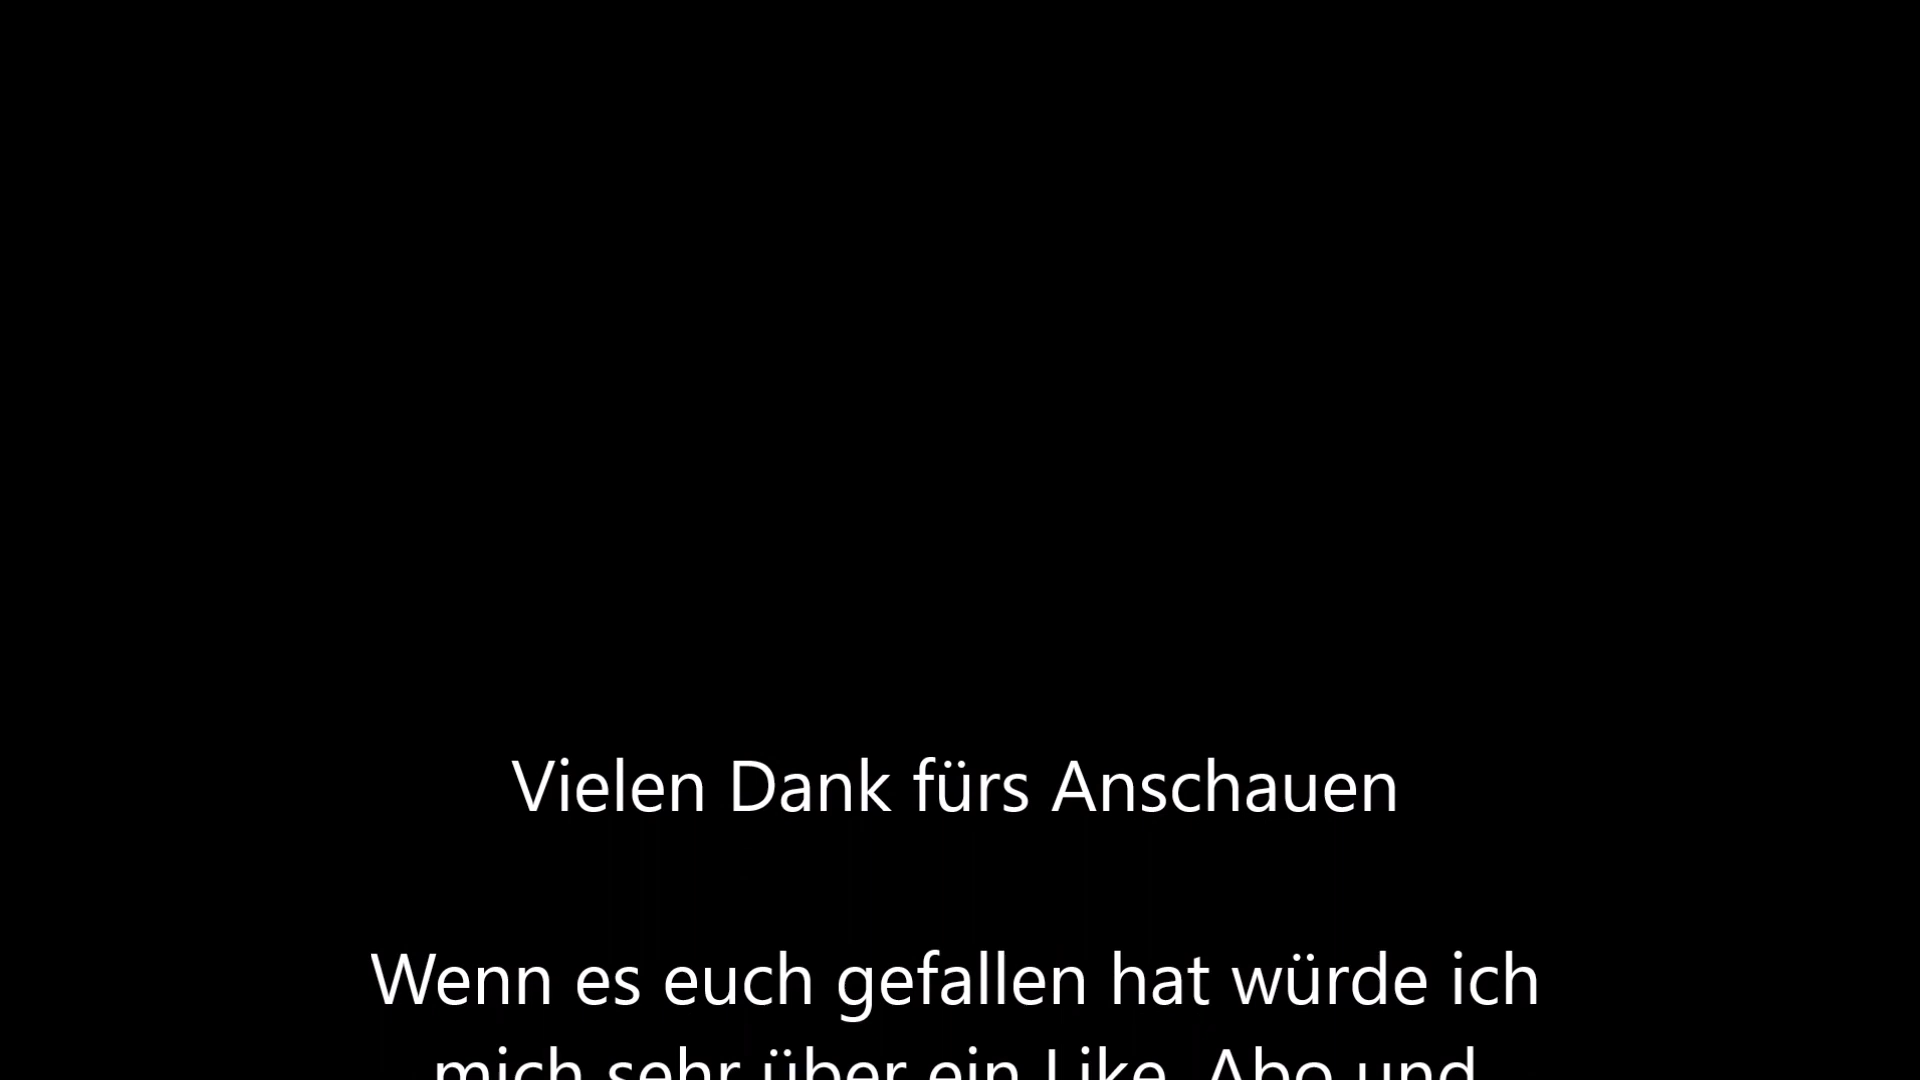 Vielen Dank fürs Anschauen
Wenn es euch gefallen hat würde ich
mich sehr über ein Like, Abo und